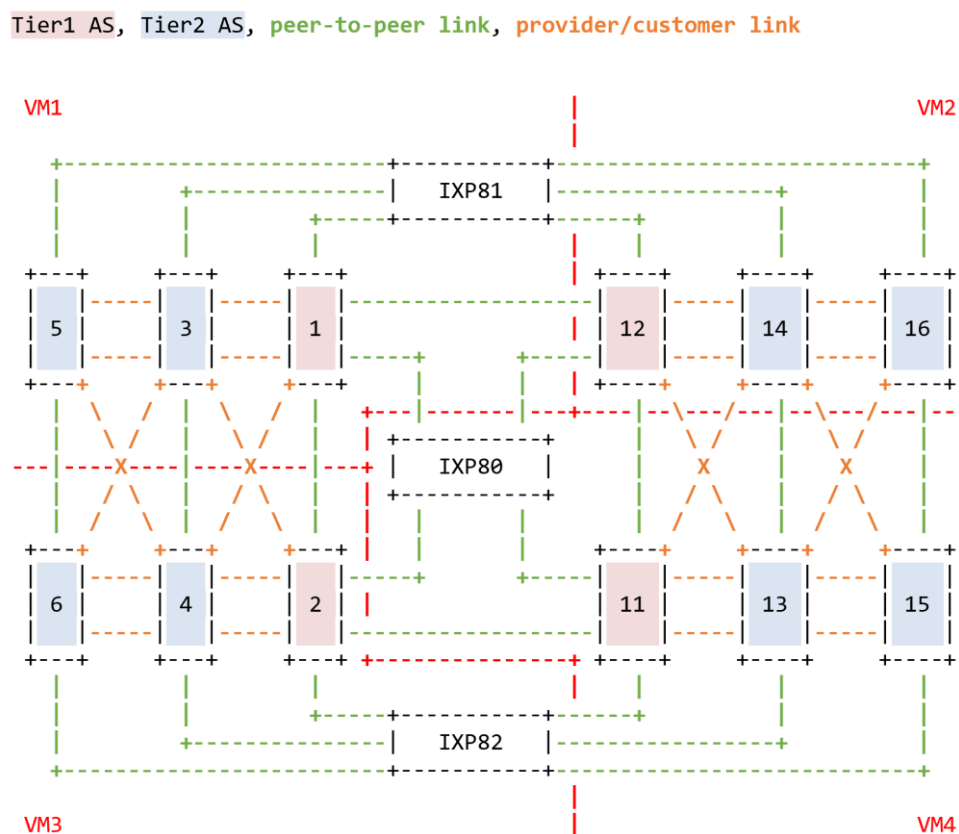 Tier1 AS, Tier2 AS, peer-to-peer link, provider/customer link
VM1 VM2
IXP81
5 3 1 12 14 16
X X IXP80 X X
6 4 2 11 13 15
IXP82
VM3 VM4